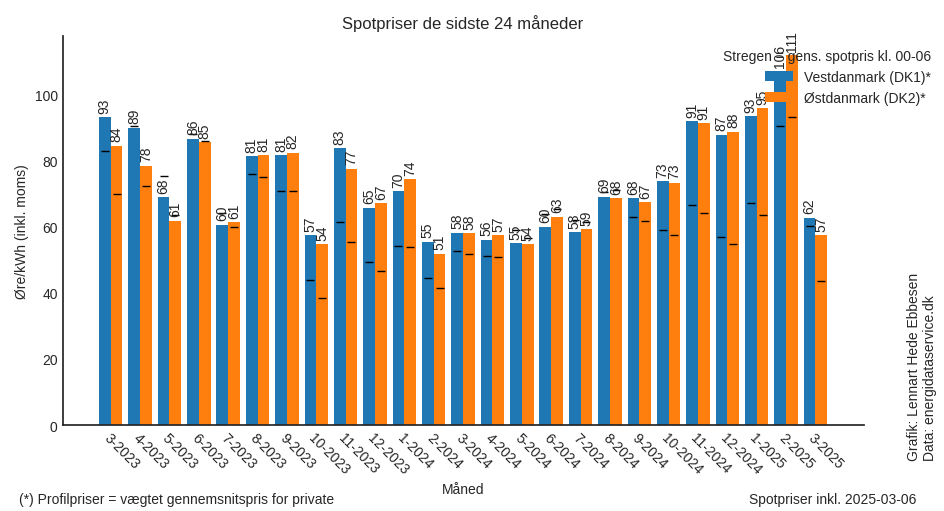 Spotpriser de sidste 24 måneder
Stregen = gens. spotpris kl. 00-06
Vestdanmark (DK1)*
Østdanmark (DK2)*
Øre/kWh (inkl. moms)
100
80
60
40
20
0
93 84 89 78 68 61 86 85 60 61 81 81 81 82 57 54 83 77 65 67 70 74 55 51 58 58 56 57 55 54 60 63 58 59 69 68 68 67 73 73 91 91 87 88 93 95 106 111 62 57
3-2023 4-2023 5-2023 6-2023 7-2023 8-2023 9-2023 10-2023 11-2023 12-2023 1-2024 2-2024 3-2024 4-2024 5-2024 6-2024 7-2024 8-2024 9-2024 10-2024 11-2024 12-2024 1-2025 2-2025 3-2025
Måned
Grafik: Lennart Hede Ebbesen
Data: energidataservice.dk
(*) Profilpriser = vægtet gennemsnitspris for private
Spotpriser inkl. 2025-03-06